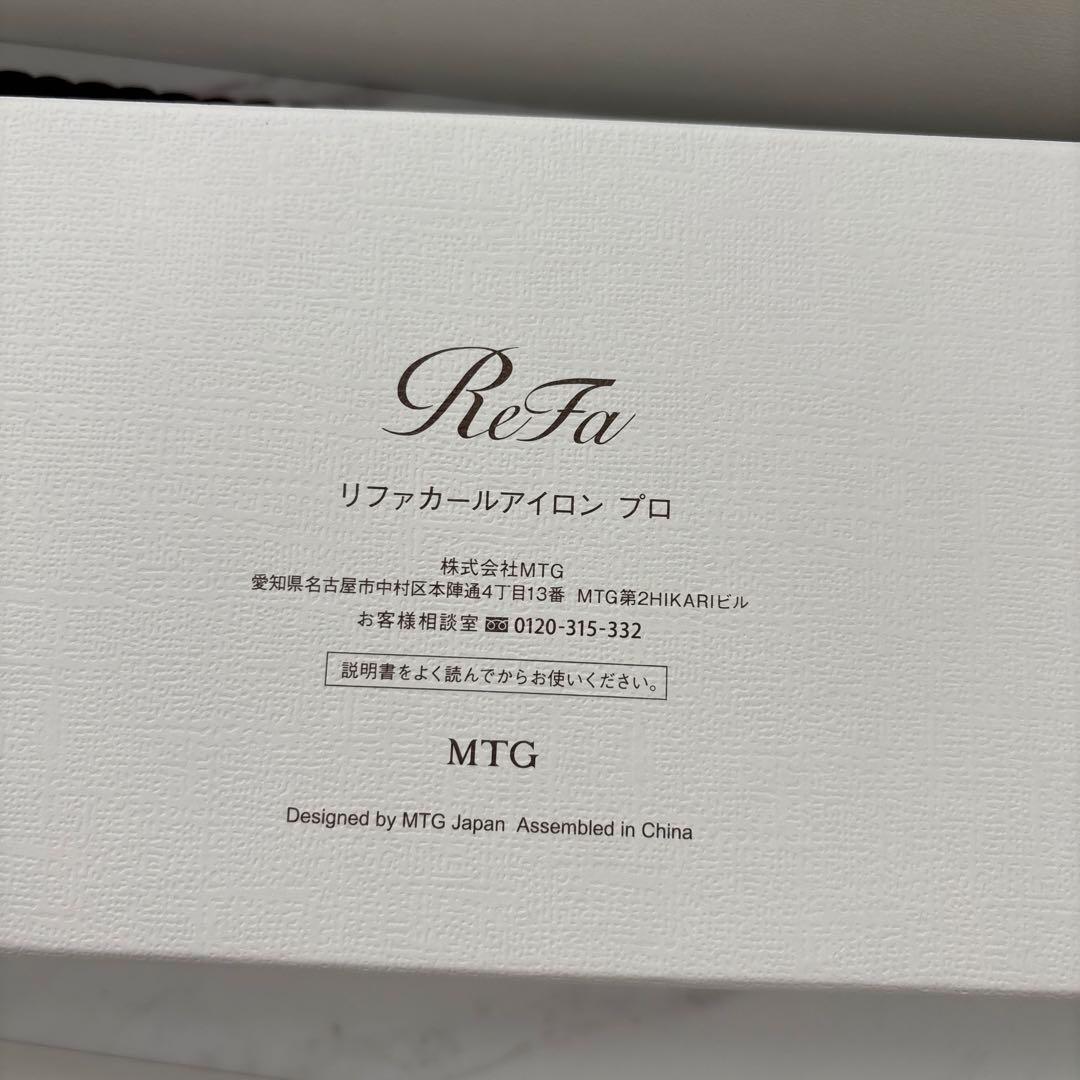 ReFa
リファカールアイロン プロ
株式会社MTG
愛知県名古屋市中村区本陣通4丁目13番 MTG第2HIKARIビル
お客様相談室 0120-315-332
説明書をよく読んでからお使いください。
MTG
Designed by MTG Japan Assembled in China